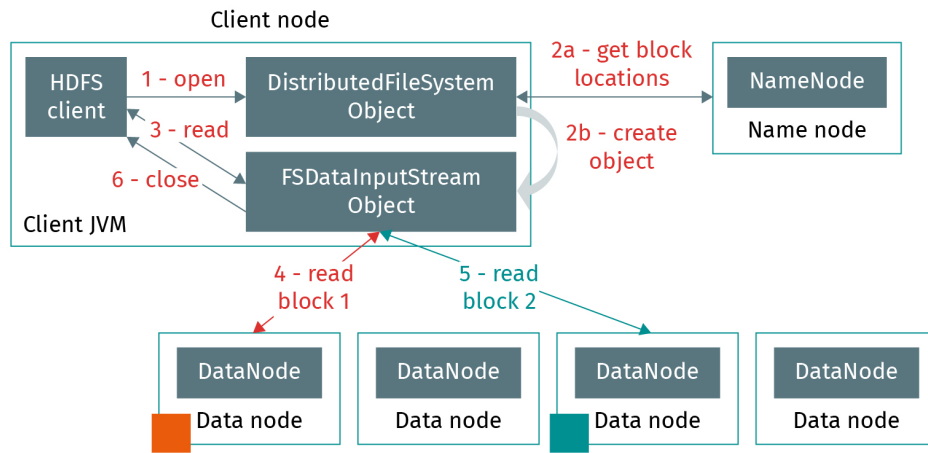 Client node
HDFS
client
1 - open
DistributedFileSystem
Object
2a - get block
locations
NameNode
Name node
3 - read
2b - create
object
6 - close
FSDataInputStream
Object
Client JVM
4 - read
block 1
5 - read
block 2
DataNode
Data node
DataNode
Data node
DataNode
Data node
DataNode
Data node